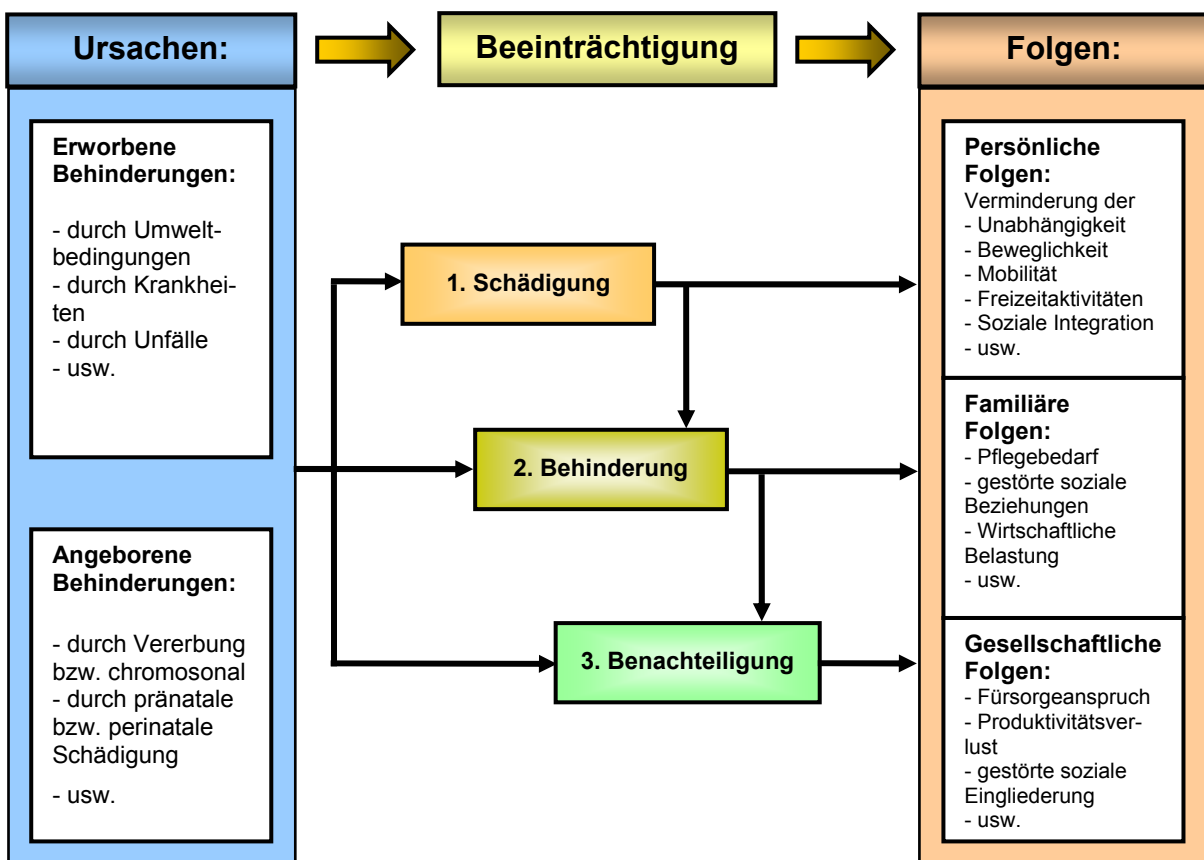 Ursachen:
Beeinträchtigung
Folgen:
Erworbene
Behinderungen:
- durch Umwelt-
bedingungen
- durch Krankhei-
ten
- durch Unfälle
- usw.
Angeborene
Behinderungen:
- durch Vererbung
bzw. chromosonal
- durch pränatale
bzw. perinatale
Schädigung
- usw.
1. Schädigung
2. Behinderung
3. Benachteiligung
Persönliche
Folgen:
Verminderung der
- Unabhängigkeit
- Beweglichkeit
- Mobilität
- Freizeitaktivitäten
- Soziale Integration
- usw.
Familiäre
Folgen:
- Pflegebedarf
- gestörte soziale
Beziehungen
- Wirtschaftliche
Belastung
- usw.
Gesellschaftliche
Folgen:
- Fürsorgeanspruch
- Produktivitätsver-
lust
- gestörte soziale
Eingliederung
- usw.